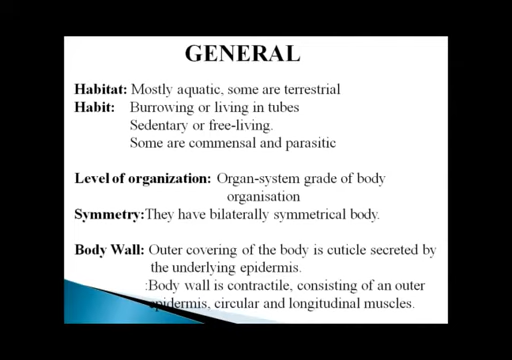 GENERAL
Habitat: Mostly aquatic, some are terrestrial
Habit: Burrowing or living in tubes
Sedentary or free-living.
Some are commensal and parasitic
Level of organization: Organ-system grade of body
organisation
Symmetry:They have bilaterally symmetrical body.
Body Wall: Outer covering of the body is cuticle secreted by
the underlying epidermis.
:Body wall is contractile, consisting of an outer
epidermis, circular and longitudinal muscles.